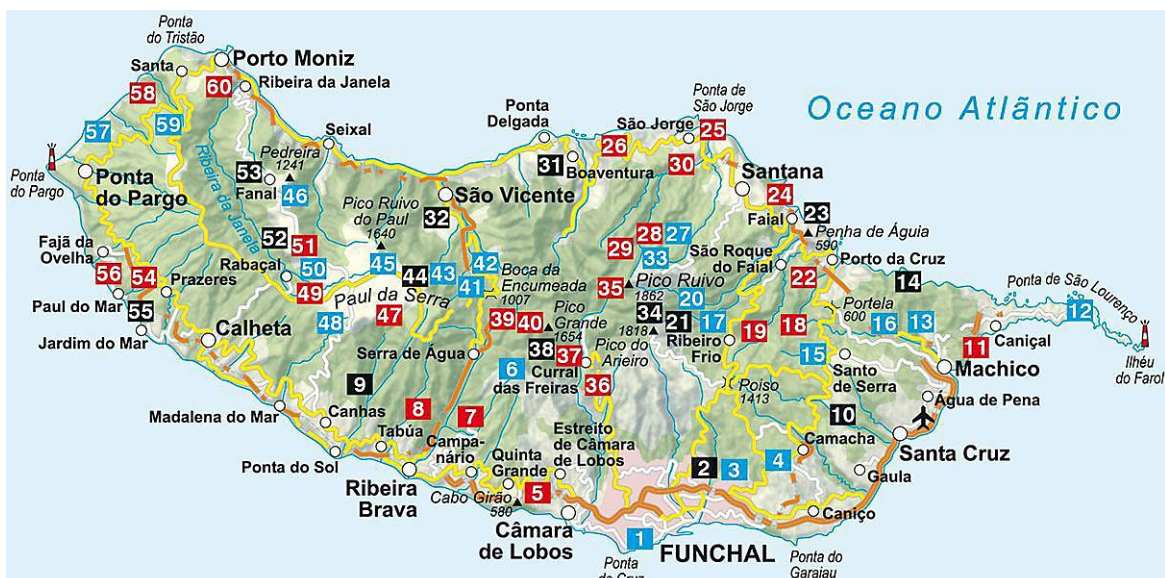 Ponta
do Tristão
Porto Moniz
Santa
Ribeira da Janela
60
58
59
57
Seixal
Ponta
Delgada
Ponta de
São Jorge
São Jorge
25
26
Oceano Atlãntico
Pedreira
1241
31
Boaventura
30
Ponta
do Pargo
Ponta
do Pargo
53
Fanal
46
São Vicente
Santana
24
Ribeira da Janela
Pico Ruivo
do Paul
1640
32
Faial
23
Penha de Águia
590
Fajã da
Ovelha
52
51
28
27
29
33
São Roque
do Faial
Porto da Cruz
56
54
Prazeres
Rabaçal
50
45
44
43
42
41
Boca da
Encumeada
1007
35
Pico Ruivo
1862
20
22
14
Ponta de São Lourenço
Paul do Mar
55
49
Paul da Serra
47
39
40
Pico
Grande
1654
34
1818
21
17
Portela
600
16
13
12
Jardim do Mar
Calheta
48
38
37
Pico do
Arieiro
Ribeiro
Frio
19
18
11
Caniçal
Ilhéu
do Farol
Serra de Água
6
Curral
das Freiras
36
15
Santo
de Serra
Machico
9
8
7
Poiso
1413
Água de Pena
Madalena do Mar
Canhas
10
Tabúa
Campa-
nário
Estreito
de Câmara
de Lobos
Camacha
Santa Cruz
Ponta do Sol
Quinta
Grande
2
3
4
Gaula
Ribeira
Brava
Cabo Girão
580
5
Caniço
Câmara
de Lobos
1
FUNCHAL
Ponta do
Garajau
Ponta
da Cruz